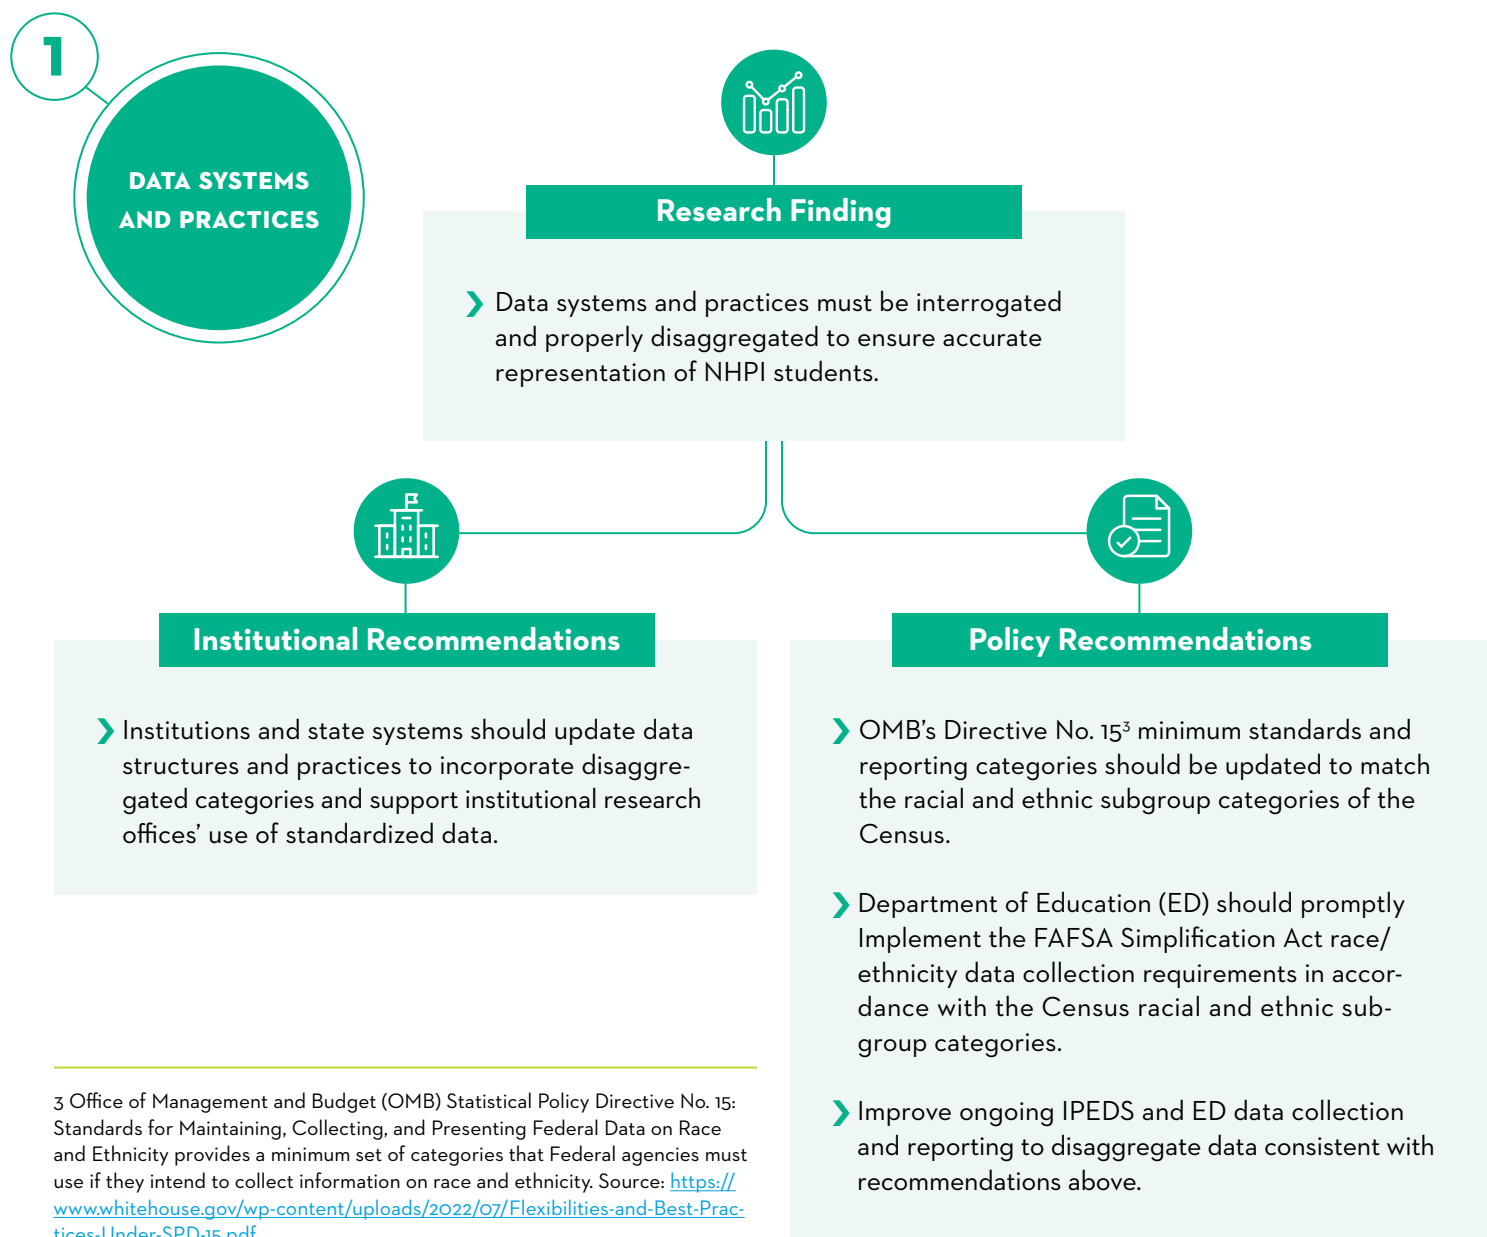 1
DATA SYSTEMS
AND PRACTICES
Research Finding
❯ Data systems and practices must be interrogated
and properly disaggregated to ensure accurate
representation of NHPI students.
Institutional Recommendations
❯ Institutions and state systems should update data
structures and practices to incorporate disaggre-
gated categories and support institutional research
offices’ use of standardized data.
Policy Recommendations
❯ OMB’s Directive No. 15³ minimum standards and
reporting categories should be updated to match
the racial and ethnic subgroup categories of the
Census.
❯ Department of Education (ED) should promptly
Implement the FAFSA Simplification Act race/
ethnicity data collection requirements in accor-
dance with the Census racial and ethnic sub-
group categories.
❯ Improve ongoing IPEDS and ED data collection
and reporting to disaggregate data consistent with
recommendations above.
3 Office of Management and Budget (OMB) Statistical Policy Directive No. 15:
Standards for Maintaining, Collecting, and Presenting Federal Data on Race
and Ethnicity provides a minimum set of categories that Federal agencies must
use if they intend to collect information on race and ethnicity. Source: https://
www.whitehouse.gov/wp-content/uploads/2022/07/Flexibilities-and-Best-Prac-
tices-Under-SPD-15.pdf